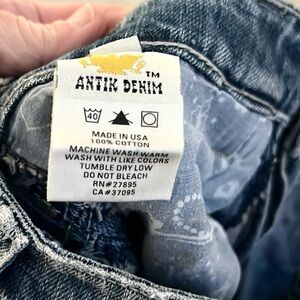 ANTIK DENIM TM
40
MADE IN USA
100% COTTON
MACHINE WASH WARM
WASH WITH LIKE COLORS
TUMBLE DRY LOW
DO NOT BLEACH
RN#27895
CA#37095